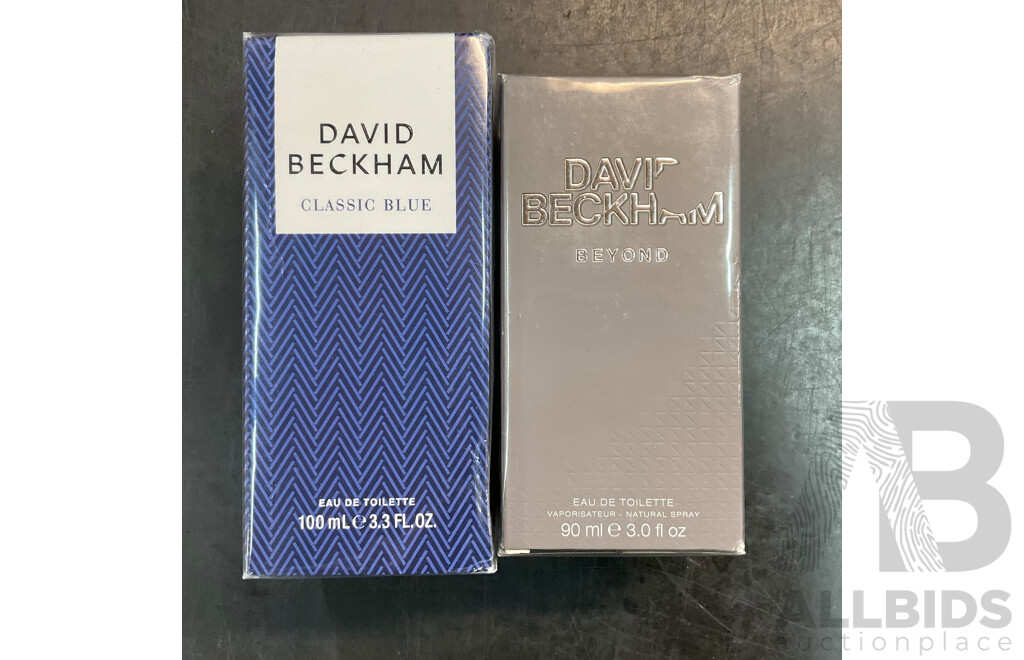 DAVID
BECKHAM
CLASSIC BLUE
EAU DE TOILETTE
100 mL e 3.3 FL.OZ.
DAVID
BECKHAM
BEYOND
EAU DE TOILETTE
VAPORISATEUR - NATURAL SPRAY
90 ml e 3.0 fl oz
AB
ALLBIDS
auctionplace